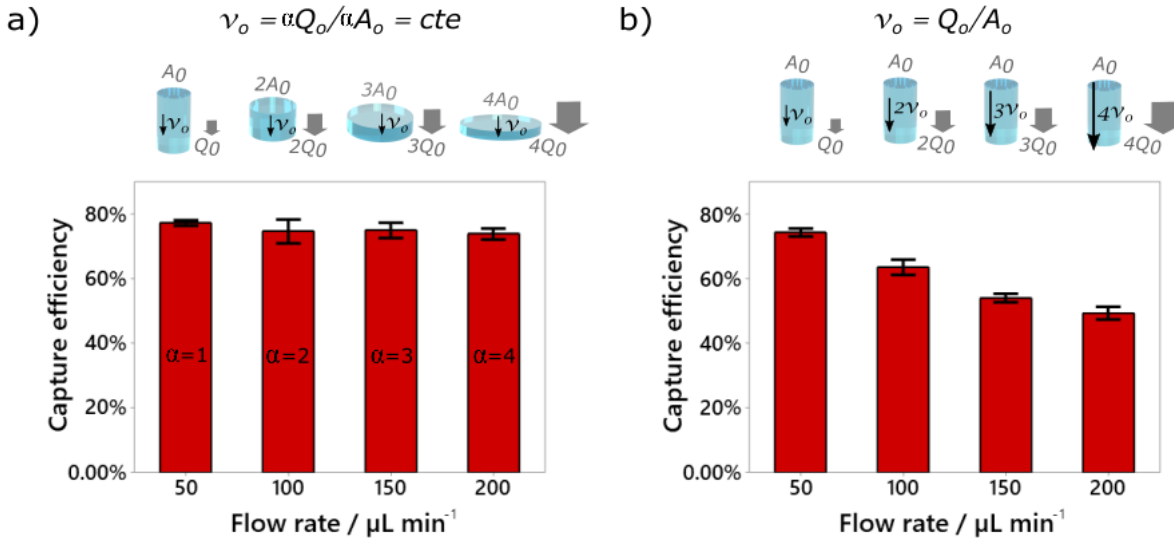 a)
νₒ = αQₒ/αAₒ = cte
A₀
2A₀
3A₀
4A₀
νₒ
νₒ
νₒ
νₒ
Q₀
2Q₀
3Q₀
4Q₀
80%
60%
40%
20%
0.00%
Capture efficiency
α=1
α=2
α=3
α=4
50 100 150 200
Flow rate / µL min⁻¹
b)
νₒ = Qₒ/Aₒ
A₀
A₀
A₀
A₀
νₒ
2νₒ
3νₒ
4νₒ
Q₀
2Q₀
3Q₀
4Q₀
80%
60%
40%
20%
0.00%
Capture efficiency
50 100 150 200
Flow rate / µL min⁻¹